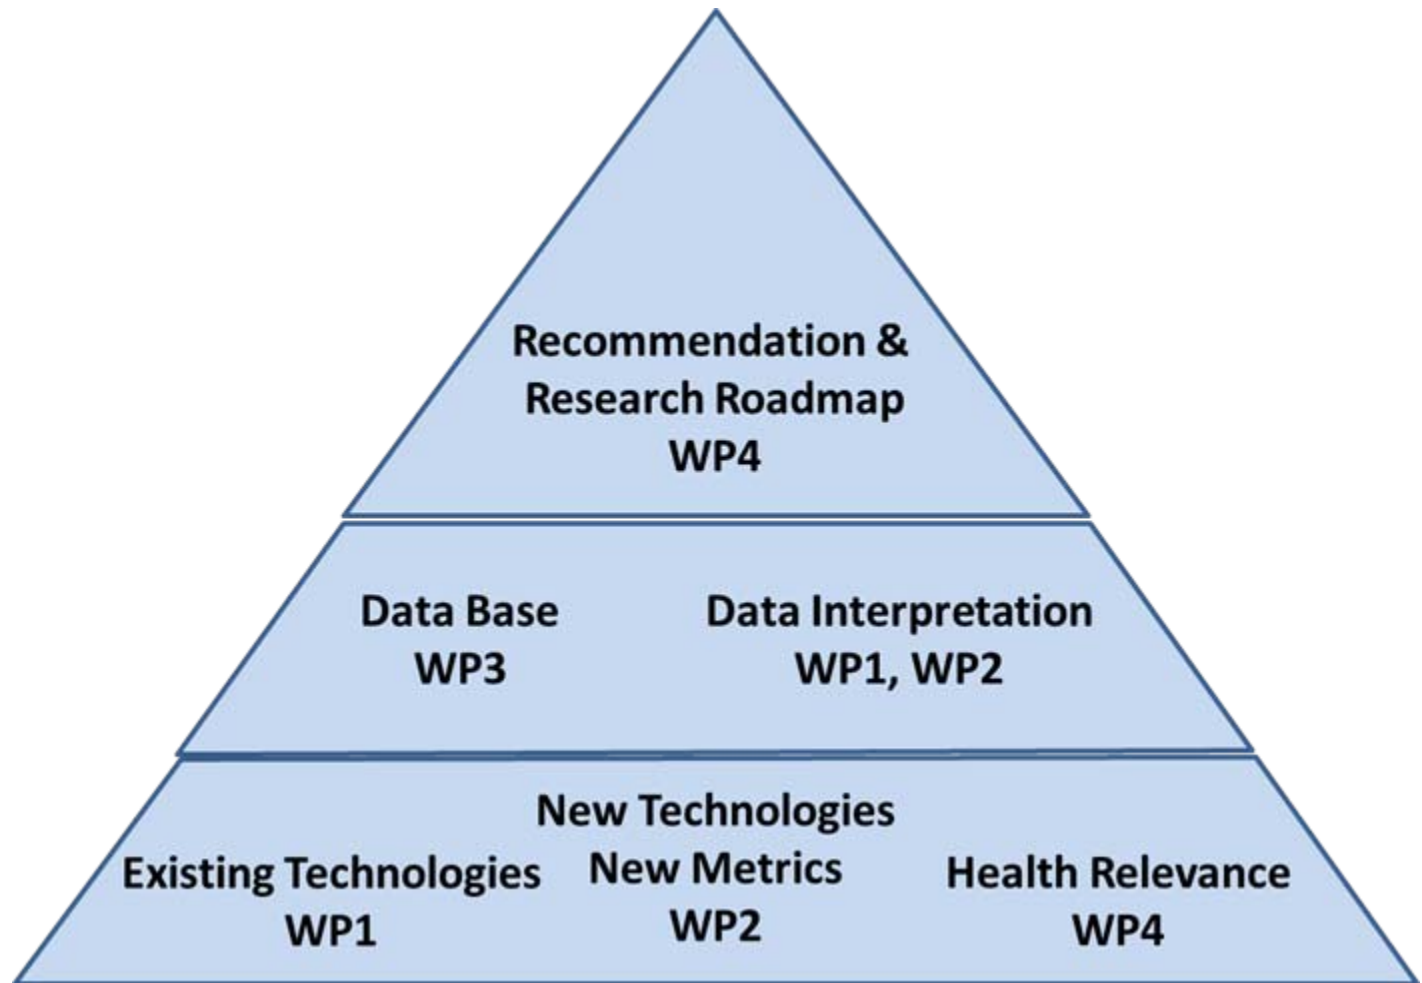 Recommendation &
Research Roadmap
WP4
Data Base
WP3
Data Interpretation
WP1, WP2
Existing Technologies
WP1
New Technologies
New Metrics
WP2
Health Relevance
WP4